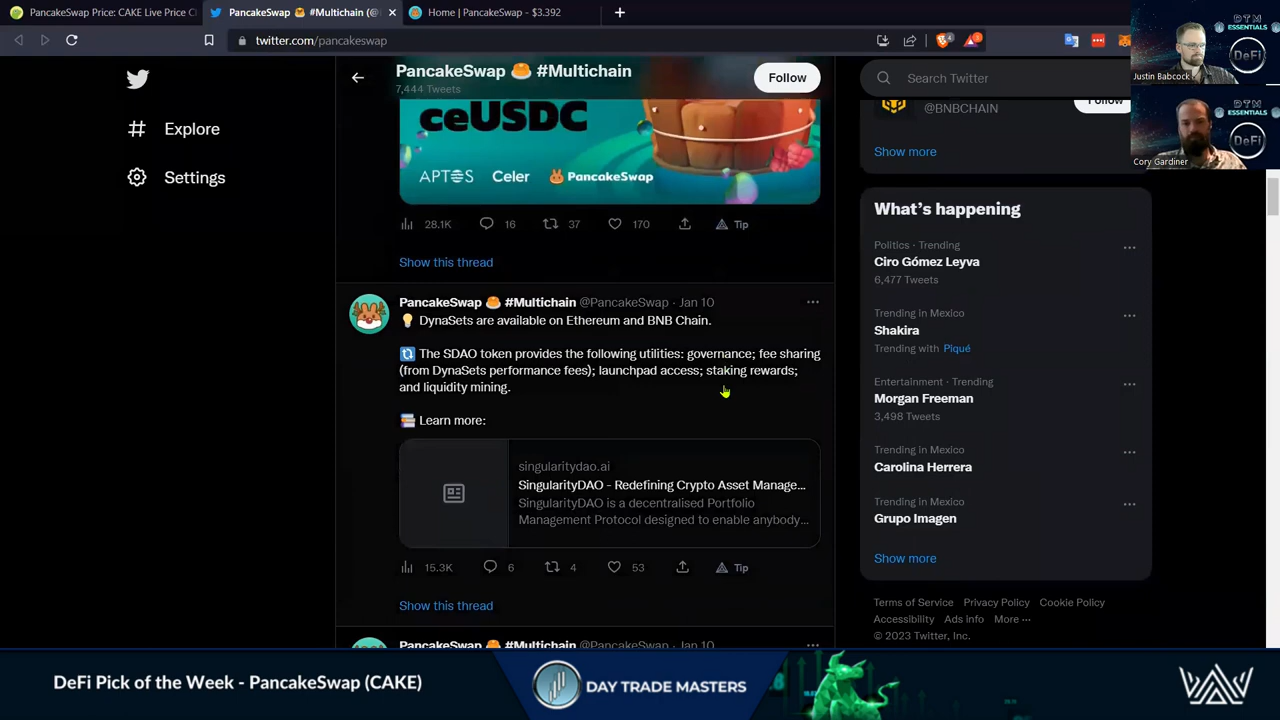 PancakeSwap Price: CAKE Live Price C
PancakeSwap 🥞 #Multichain (@
Home | PancakeSwap - $3.392
twitter.com/pancakeswap
DTM
ESSENTIALS
DeFi
Justin Babcock
DTM
ESSENTIALS
DeFi
Cory Gardiner
Explore
Settings
PancakeSwap 🥞 #Multichain
7,444 Tweets
Follow
ceUSDC
APTOS Celer PancakeSwap
28.1K 16 37 170 Tip
Show this thread
PancakeSwap 🥞 #Multichain @PancakeSwap · Jan 10
💡 DynaSets are available on Ethereum and BNB Chain.
🔃 The SDAO token provides the following utilities: governance; fee sharing
(from DynaSets performance fees); launchpad access; staking rewards;
and liquidity mining.
📚 Learn more:
singularitydao.ai
SingularityDAO - Redefining Crypto Asset Manage...
SingularityDAO is a decentralised Portfolio
Management Protocol designed to enable anybody...
15.3K 6 4 53 Tip
Show this thread
PancakeSwap 🥞 #Multichain @PancakeSwap · Jan 10
Search Twitter
@BNBCHAIN
Follow
Show more
What's happening
Politics · Trending
Ciro Gómez Leyva
6,477 Tweets
Trending in Mexico
Shakira
Trending with Piqué
Entertainment · Trending
Morgan Freeman
3,498 Tweets
Trending in Mexico
Carolina Herrera
Trending in Mexico
Grupo Imagen
Show more
Terms of Service Privacy Policy Cookie Policy
Accessibility Ads info More ···
© 2023 Twitter, Inc.
DeFi Pick of the Week - PancakeSwap (CAKE)
DAY TRADE MASTERS